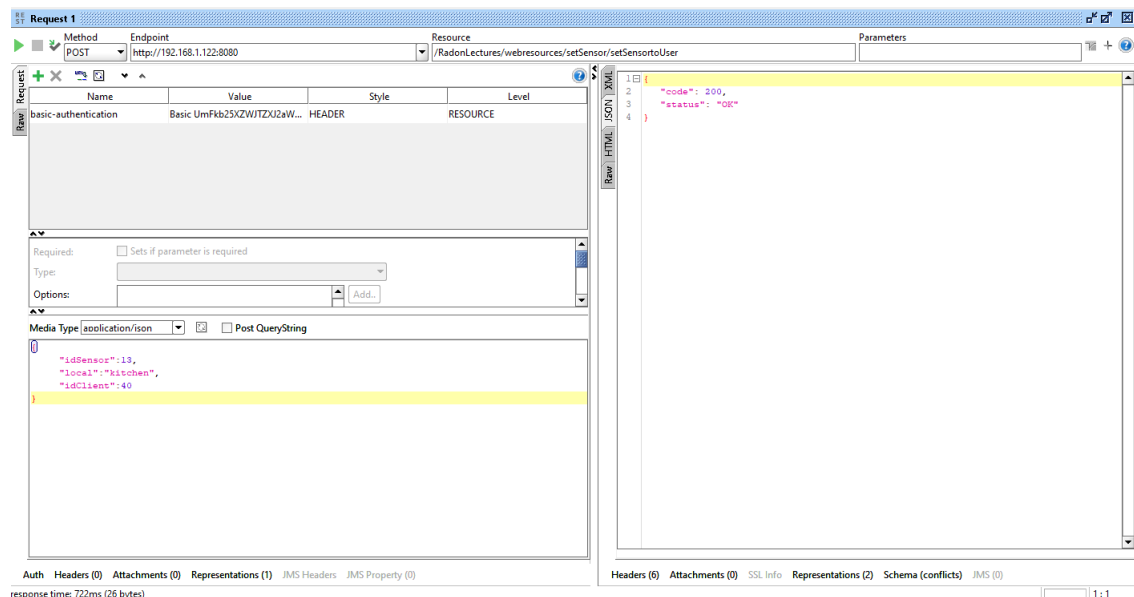 RE
ST Request 1
Method Endpoint Resource Parameters
POST http://192.168.1.122:8080 /RadonLectures/webresources/setSensor/setSensortoUser
Request
Raw
Name Value Style Level
basic-authentication Basic UmFkb25XZWJTZXJ2aW... HEADER RESOURCE
Required: Sets if parameter is required
Type:
Options: Add..
Media Type application/json Post QueryString
{
"idSensor":13,
"local":"kitchen",
"idClient":40
}
Auth Headers (0) Attachments (0) Representations (1) JMS Headers JMS Property (0)
response time: 722ms (26 bytes)
XML
JSON
HTML
Raw
1 {
2 "code": 200,
3 "status": "OK"
4 }
Headers (6) Attachments (0) SSL Info Representations (2) Schema (conflicts) JMS (0)
1 : 1